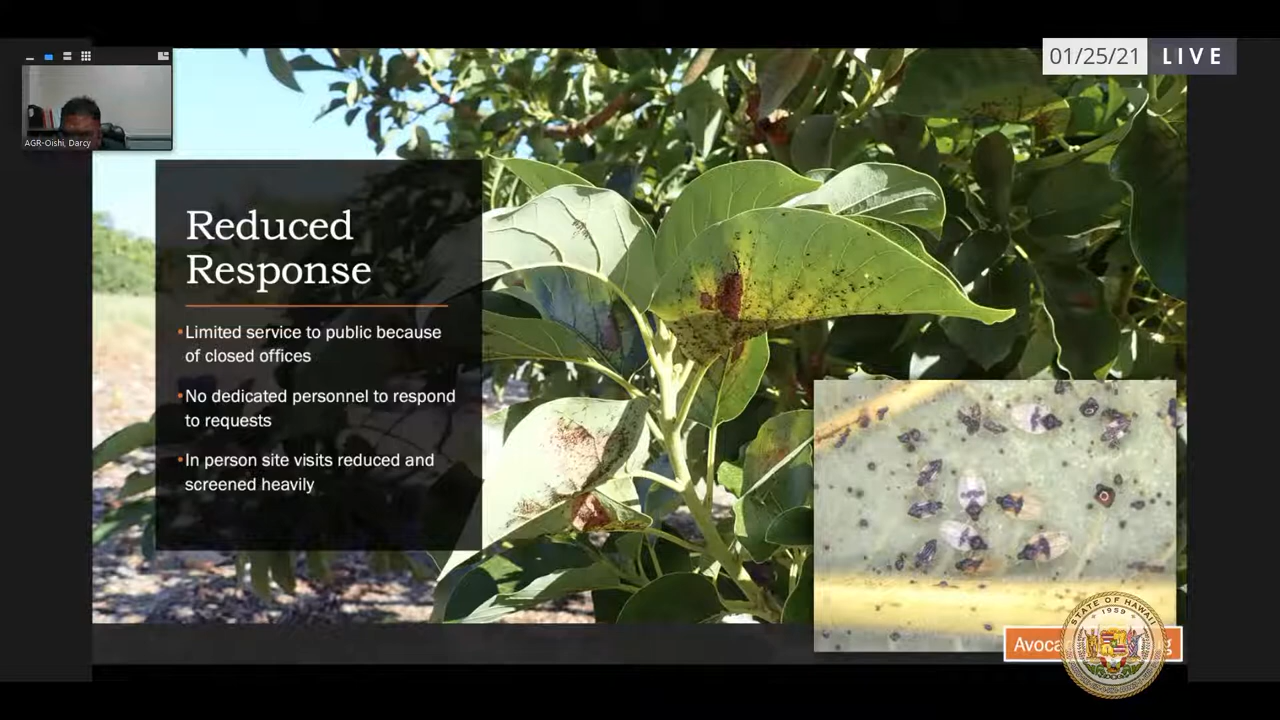 01/25/21 LIVE
AGR-Oishi, Darcy
Reduced
Response
•Limited service to public because
of closed offices
•No dedicated personnel to respond
to requests
•In person site visits reduced and
screened heavily
STATE OF HAWAII
1959